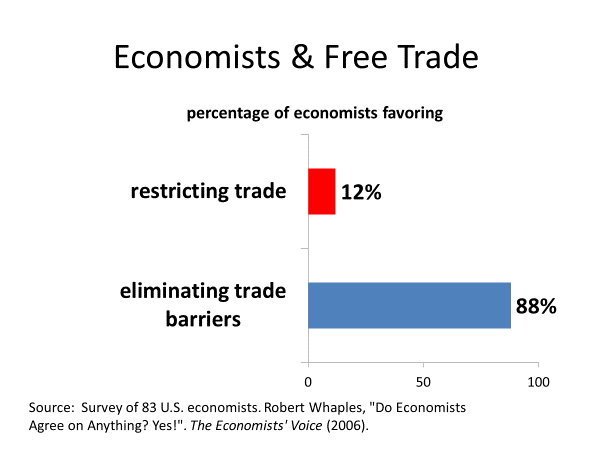 Economists & Free Trade
percentage of economists favoring
restricting trade
12%
eliminating trade
barriers
88%
0 50 100
Source: Survey of 83 U.S. economists. Robert Whaples, "Do Economists
Agree on Anything? Yes!". The Economists' Voice (2006).